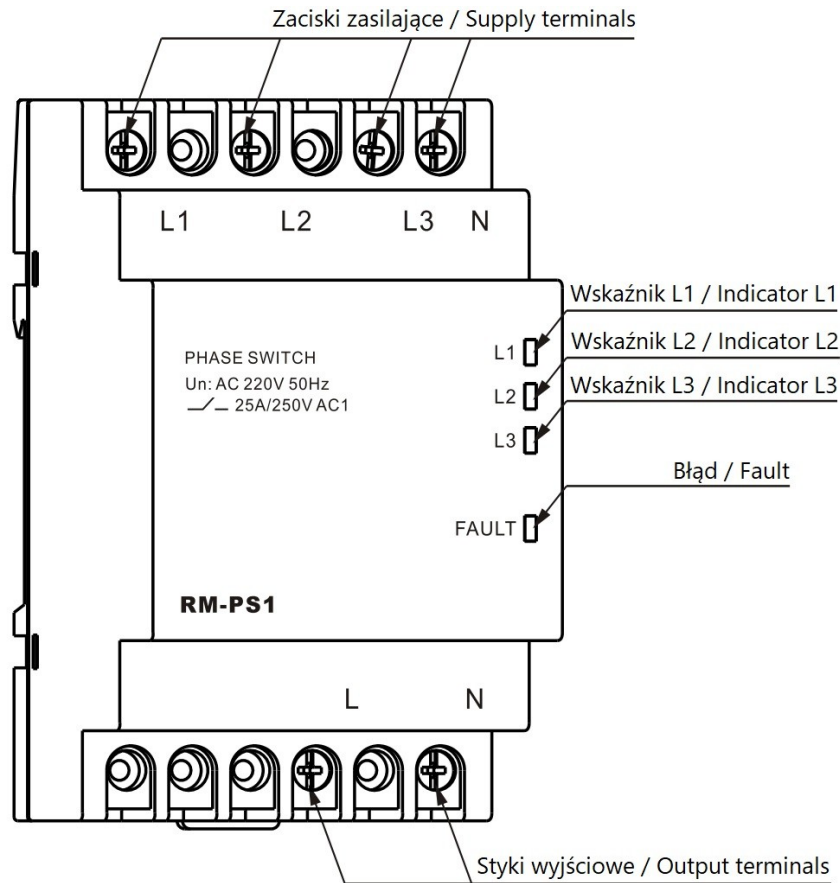 Zaciski zasilające / Supply terminals
L1 L2 L3 N
Wskaźnik L1 / Indicator L1
L1
Wskaźnik L2 / Indicator L2
L2
Wskaźnik L3 / Indicator L3
L3
PHASE SWITCH
Un: AC 220V 50Hz
25A/250V AC1
Błąd / Fault
FAULT
RM-PS1
L N
Styki wyjściowe / Output terminals